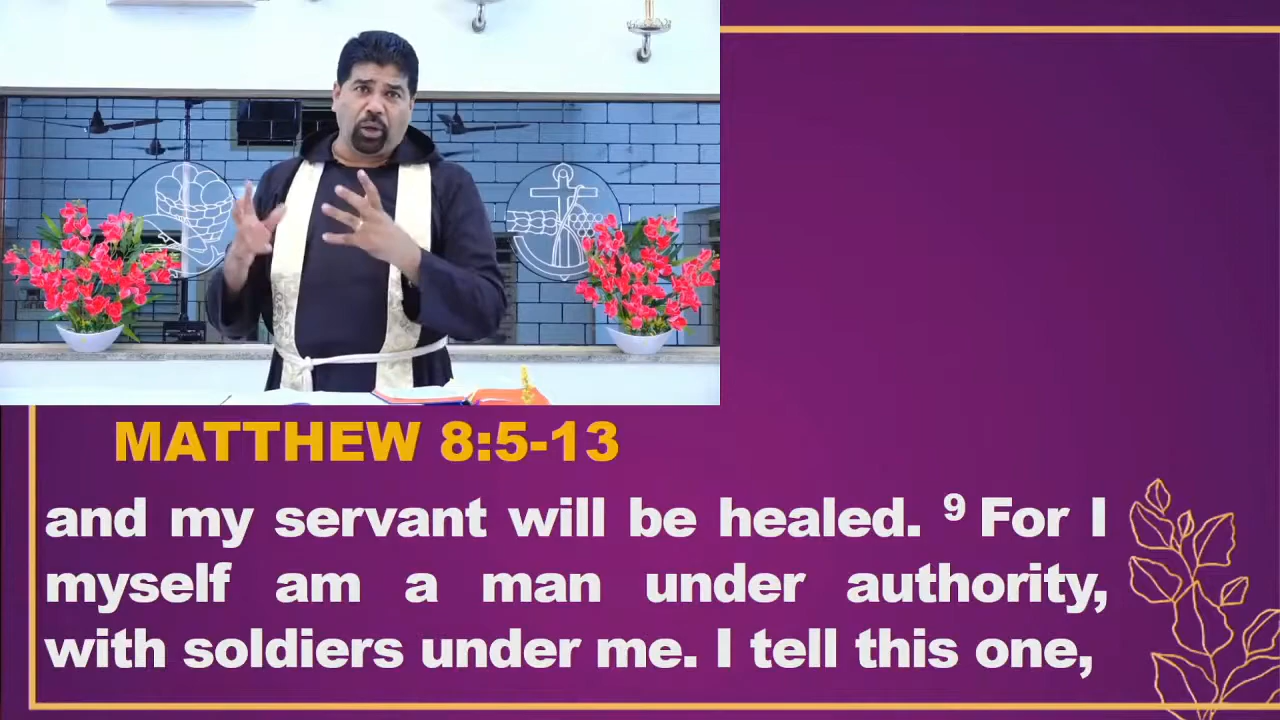 MATTHEW 8:5-13
and my servant will be healed. ⁹ For I
myself am a man under authority,
with soldiers under me. I tell this one,